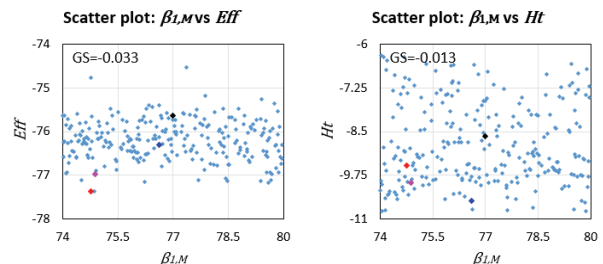 Scatter plot: β1,M vs Eff
GS=-0.033
-74
-75
-76
-77
-78
Eff
74 75.5 77 78.5 80
β1,M
Scatter plot: β1,M vs Ht
GS=-0.013
-6
-7.25
-8.5
-9.75
-11
Ht
74 75.5 77 78.5 80
β1,M